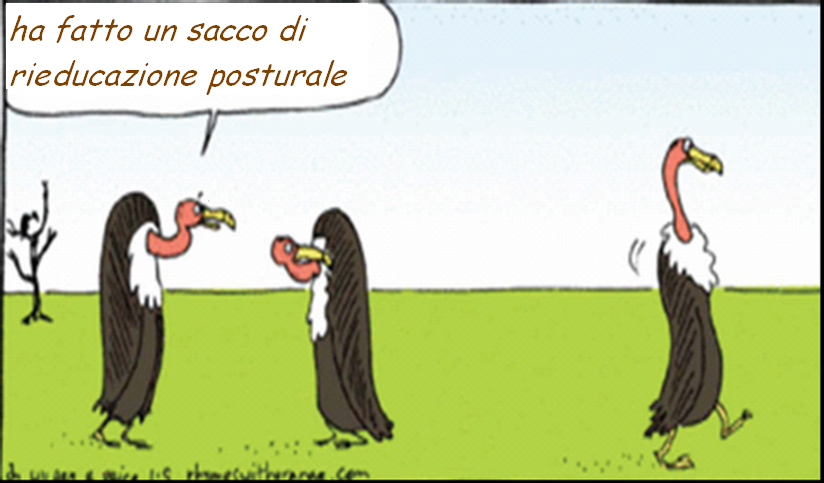 ha fatto un sacco di
rieducazione posturale